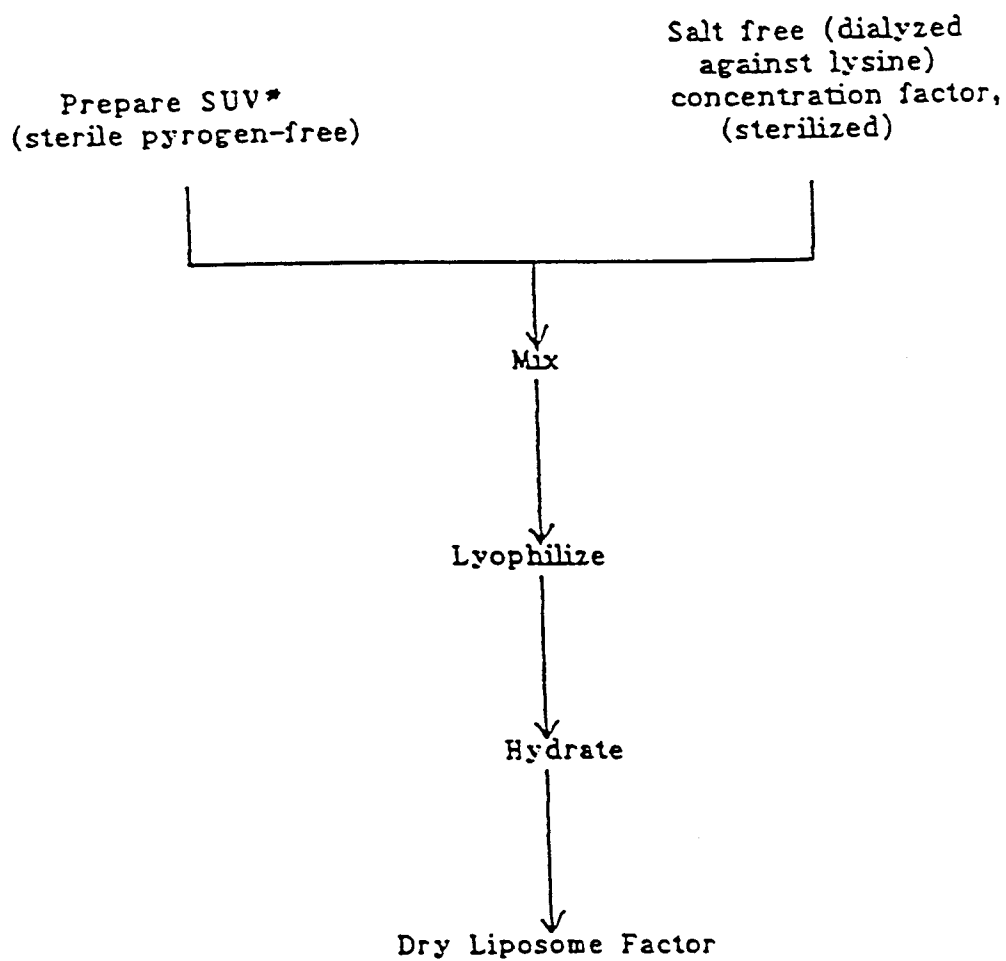 Prepare SUV*
(sterile pyrogen-free)
Salt free (dialyzed
against lysine)
concentration factor,
(sterilized)
Mix
Lyophilize
Hydrate
Dry Liposome Factor